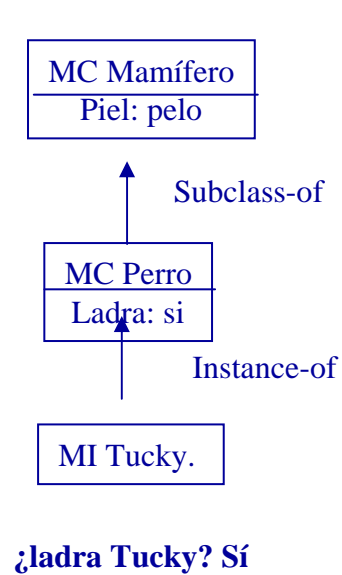 MC Mamífero
Piel: pelo
Subclass-of
MC Perro
Ladra: si
Instance-of
MI Tucky.
¿ladra Tucky? Sí